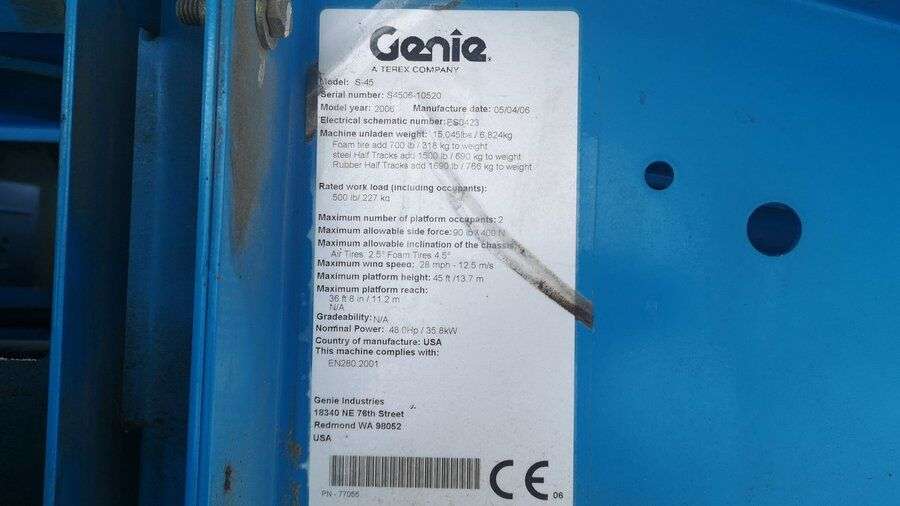 Genie
A TEREX COMPANY
Model: S-45
Serial number: S4506-10520
Model year: 2006 Manufacture date: 05/04/06
Electrical schematic number: ES0423
Machine unladen weight: 15,045lbs / 6,824kg
Foam tire add 700 lb / 318 kg to weight
steel Half Tracks add 1500 lb / 690 kg to weight
Rubber Half Tracks add 1690 lb / 766 kg to weight
Rated work load (including occupants):
500 lb/ 227 kg
Maximum number of platform occupants: 2
Maximum allowable side force: 90 lb / 400 N
Maximum allowable inclination of the chassis:
Air Tires: 2.5° Foam Tires 4.5°
Maximum wind speed: 28 mph - 12.5 m/s
Maximum platform height: 45 ft /13.7 m
Maximum platform reach:
36 ft 8 in / 11.2 m
N/A
Gradeability: N/A
Nominal Power: 48.0Hp / 35.8kW
Country of manufacture: USA
This machine complies with:
EN280:2001
Genie Industries
18340 NE 76th Street
Redmond WA 98052
USA
PN - 77055
CE 06